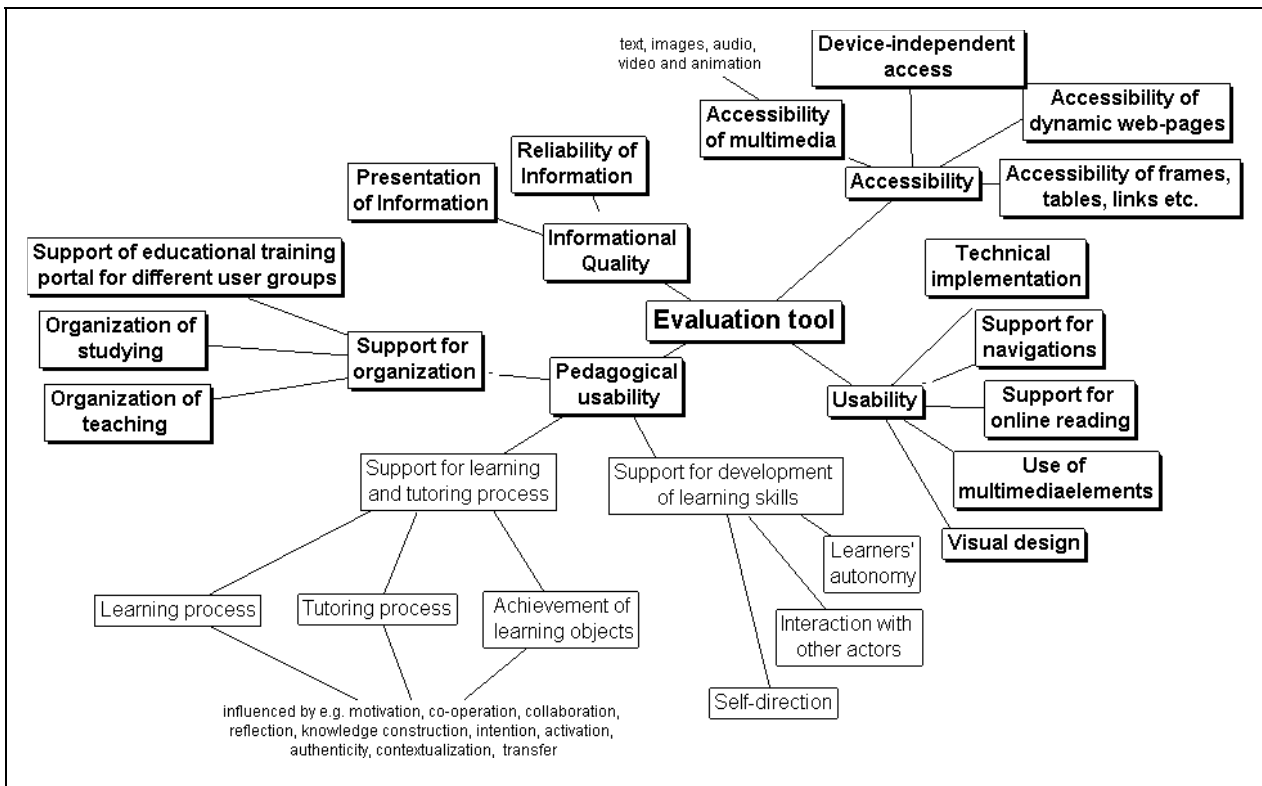 text, images, audio,
video and animation
Device-independent
access
Accessibility
of multimedia
Accessibility of
dynamic web-pages
Accessibility
Accessibility of frames,
tables, links etc.
Reliability of
Information
Presentation
of Information
Informational
Quality
Support of educational training
portal for different user groups
Organization of
studying
Organization of
teaching
Support for
organization
Evaluation tool
Pedagogical
usability
Technical
implementation
Support for
navigations
Usability
Support for
online reading
Use of
multimediaelements
Visual design
Support for learning
and tutoring process
Support for development
of learning skills
Learning process
Tutoring process
Achievement of
learning objects
Learners'
autonomy
Interaction with
other actors
Self-direction
influenced by e.g. motivation, co-operation, collaboration,
reflection, knowledge construction, intention, activation,
authenticity, contextualization, transfer